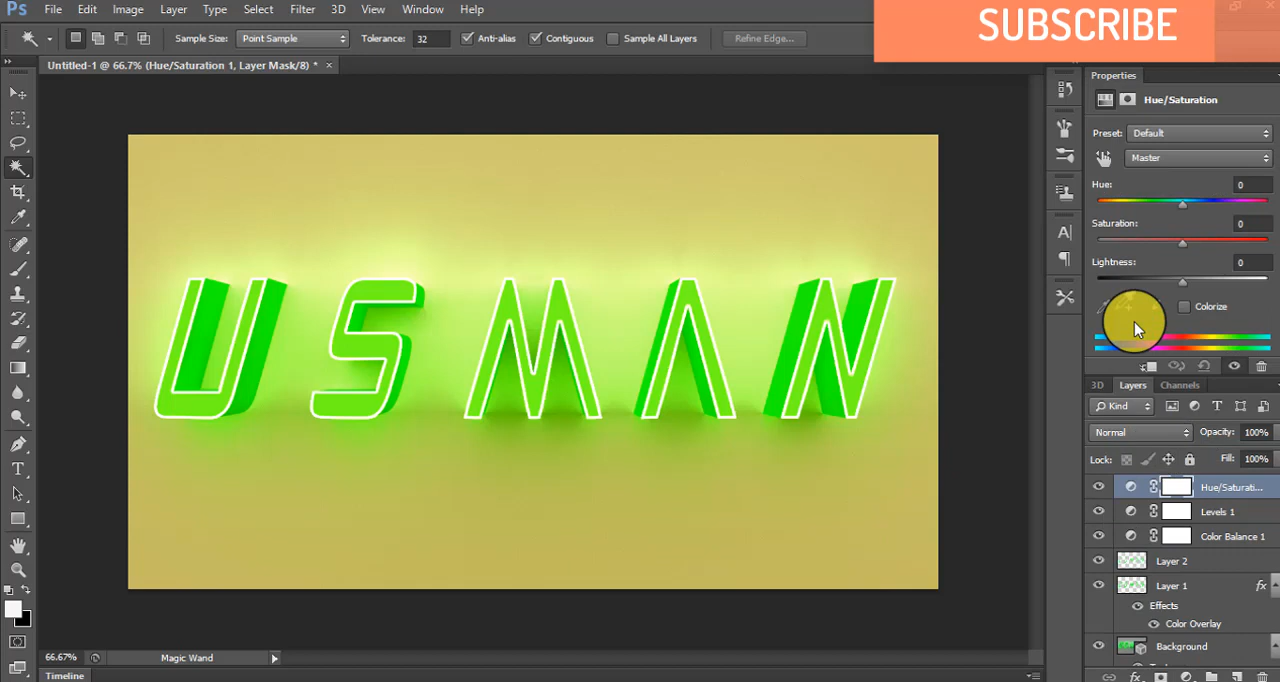 Ps File Edit Image Layer Type Select Filter 3D View Window Help
SUBSCRIBE
Sample Size: Point Sample Tolerance: 32 Anti-alias Contiguous Sample All Layers Refine Edge...
Untitled-1 @ 66.7% (Hue/Saturation 1, Layer Mask/8) * ×
Properties
Hue/Saturation
Preset: Default
Master
Hue: 0
Saturation: 0
Lightness: 0
Colorize
USMAN
3D Layers Channels
Kind
Normal Opacity: 100%
Lock: Fill: 100%
Hue/Saturati...
Levels 1
Color Balance 1
Layer 2
Layer 1 fx
Effects
Color Overlay
Background
66.67% Magic Wand
Timeline